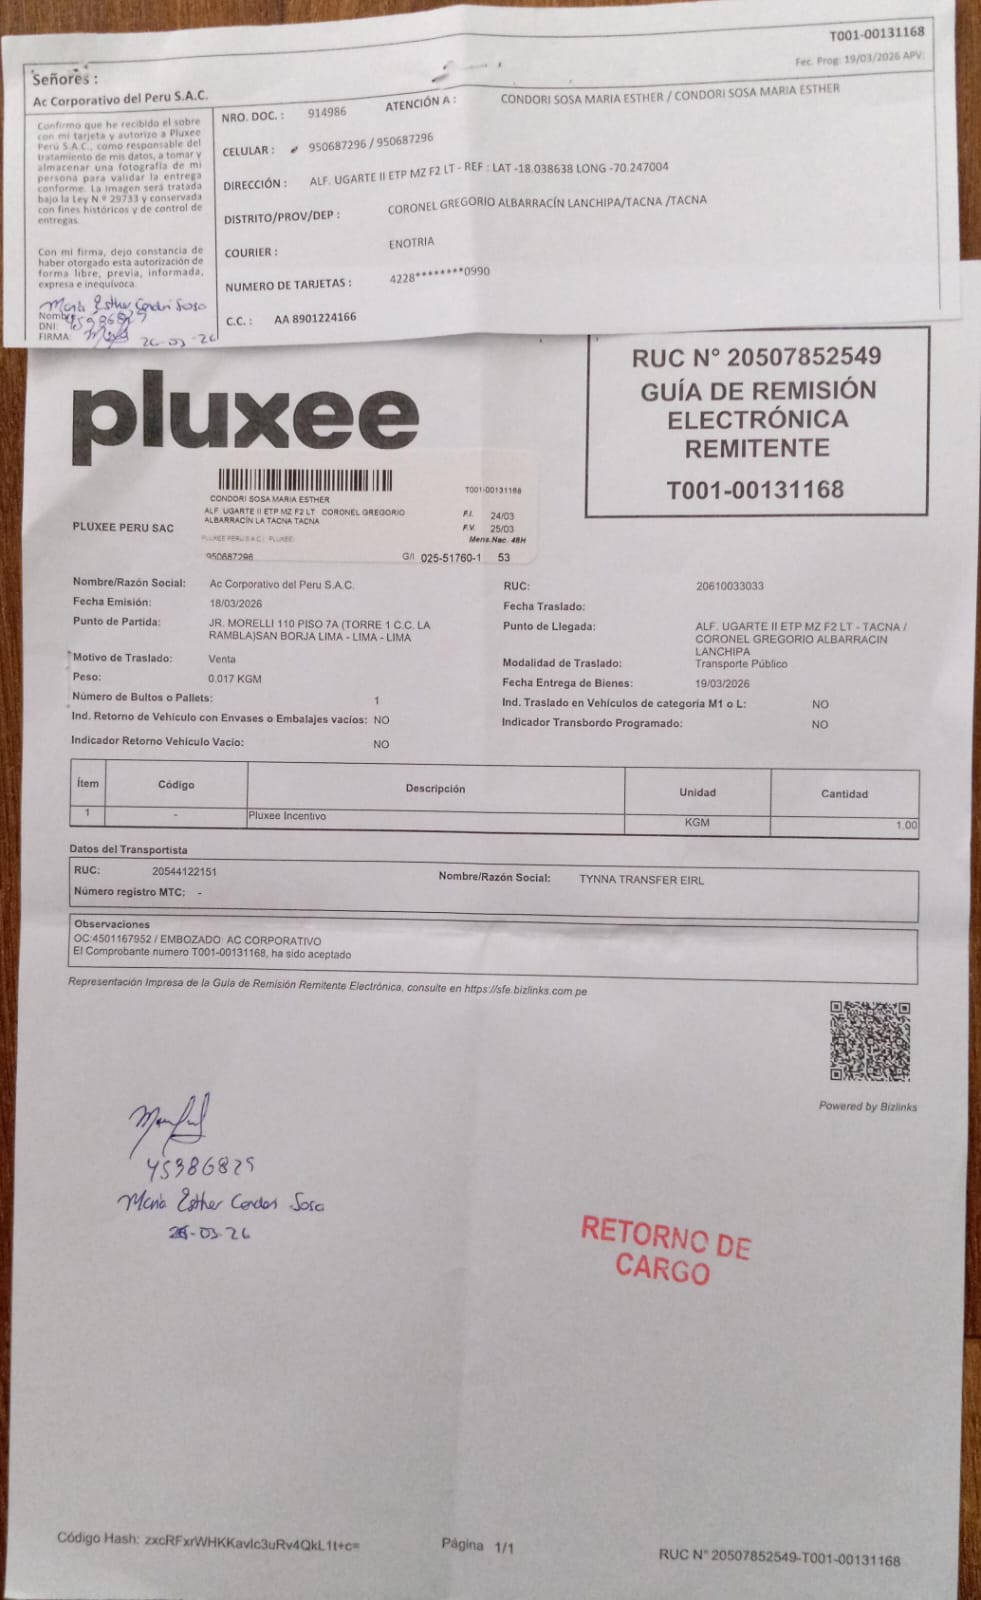 T001-00131168
Fec. Prog: 19/03/2026 APV:
Señores :
Ac Corporativo del Peru S.A.C.
Confirmo que he recibido el sobre
con mi tarjeta y autorizo a Pluxee
Perú S.A.C., como responsable del
tratamiento de mis datos, a tomar y
almacenar una fotografía de mi
persona para validar la entrega
conforme. La imagen será tratada
bajo la Ley N.º 29733 y conservada
con fines históricos y de control de
entregas.
Con mi firma, dejo constancia de
haber otorgado esta autorización de
forma libre, previa, informada,
expresa e inequívoca.
Maria Esther Condori Sosa
Nombre:
DNI: 45386829
FIRMA: 26-03-26
NRO. DOC. : 914986 ATENCIÓN A : CONDORI SOSA MARIA ESTHER / CONDORI SOSA MARIA ESTHER
CELULAR : 950687296 / 950687296
DIRECCIÓN : ALF. UGARTE II ETP MZ F2 LT - REF : LAT -18.038638 LONG -70.247004
DISTRITO/PROV/DEP : CORONEL GREGORIO ALBARRACÍN LANCHIPA/TACNA /TACNA
COURIER : ENOTRIA
NUMERO DE TARJETAS : 4228********0990
C.C. : AA 8901224166
RUC N° 20507852549
GUÍA DE REMISIÓN
ELECTRÓNICA
REMITENTE
T001-00131168
pluxee
PLUXEE PERU SAC
CONDORI SOSA MARIA ESTHER T001-00131168
ALF UGARTE II ETP MZ F2 LT CORONEL GREGORIO
ALBARRACÍN LA TACNA TACNA
F.I. 24/03
F.V. 25/03
PLUXEE PERU S.A.C ( PLUXEE) Mens.Nac. 48H
950687296 G/I 025-51760-1 53
Nombre/Razón Social: Ac Corporativo del Peru S.A.C. RUC: 20610033033
Fecha Emisión: 18/03/2026 Fecha Traslado:
Punto de Partida: JR. MORELLI 110 PISO 7A (TORRE 1 C.C. LA
RAMBLA)SAN BORJA LIMA - LIMA - LIMA
Punto de Llegada: ALF. UGARTE II ETP MZ F2 LT - TACNA /
CORONEL GREGORIO ALBARRACIN
LANCHIPA
Motivo de Traslado: Venta Modalidad de Traslado: Transporte Público
Peso: 0.017 KGM Fecha Entrega de Bienes: 19/03/2026
Número de Bultos o Pallets: 1 Ind. Traslado en Vehículos de categoría M1 o L: NO
Ind. Retorno de Vehículo con Envases o Embalajes vacíos: NO Indicador Transbordo Programado: NO
Indicador Retorno Vehículo Vacío: NO
Ítem Código Descripción Unidad Cantidad
1 - Pluxee Incentivo KGM 1.00
Datos del Transportista
RUC: 20544122151 Nombre/Razón Social: TYNNA TRANSFER EIRL
Número registro MTC: -
Observaciones
OC:4501167952 / EMBOZADO: AC CORPORATIVO
El Comprobante numero T001-00131168, ha sido aceptado
Representación Impresa de la Guía de Remisión Remitente Electrónica, consulte en https://sfe.bizlinks.com.pe
Powered by Bizlinks
45386829
Maria Esther Condori Sosa
-03-26
RETORNO DE
CARGO
Código Hash: zxcRFxrWHKKavIc3uRv4QkL1t+c=
Página 1/1
RUC N° 20507852549-T001-00131168